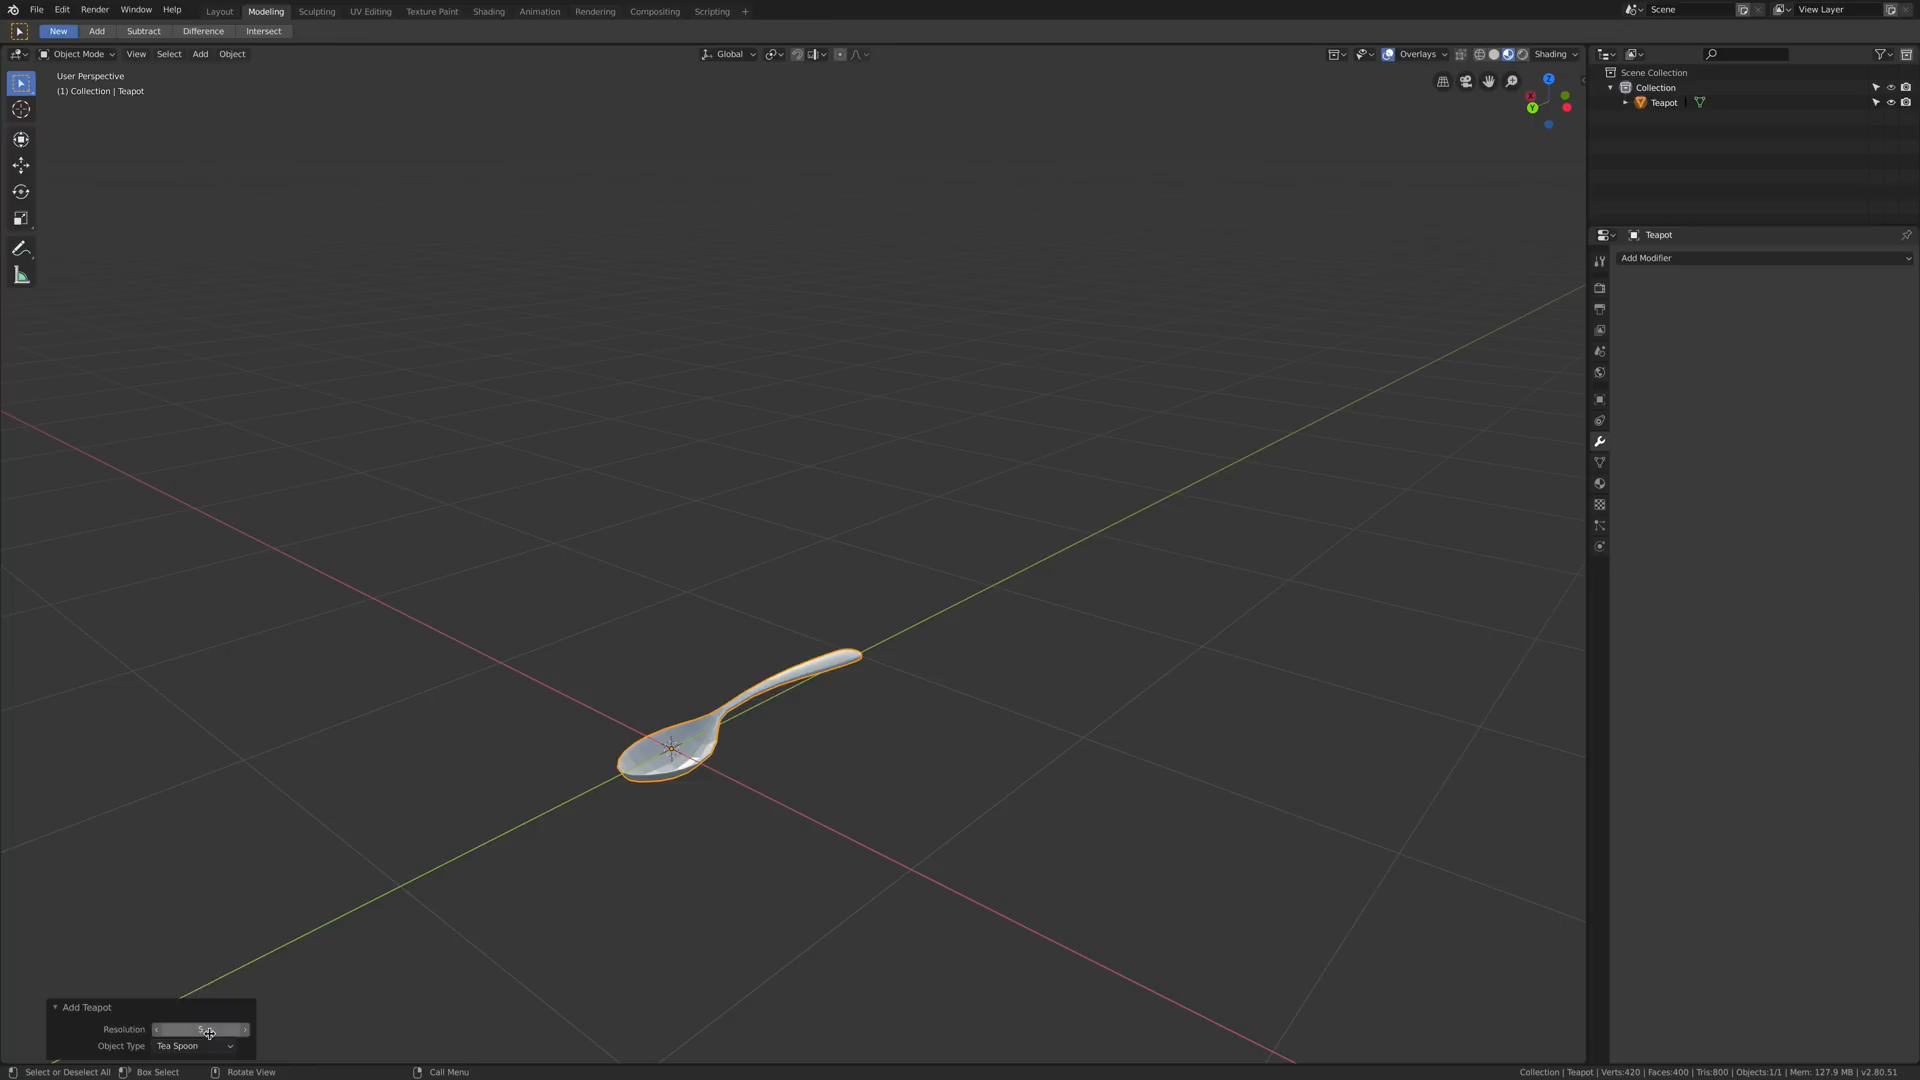 File Edit Render Window Help Layout Modeling Sculpting UV Editing Texture Paint Shading Animation Rendering Compositing Scripting + Scene View Layer
New Add Subtract Difference Intersect
Object Mode View Select Add Object Global Overlays Shading
User Perspective
(1) Collection | Teapot
Z
X
Y
Scene Collection
Collection
Teapot
Teapot
Add Modifier
Add Teapot
Resolution 5
Object Type Tea Spoon
Select or Deselect All Box Select Rotate View Call Menu Collection | Teapot | Verts:420 | Faces:400 | Tris:800 | Objects:1/1 | Mem: 127.9 MB | v2.80.51